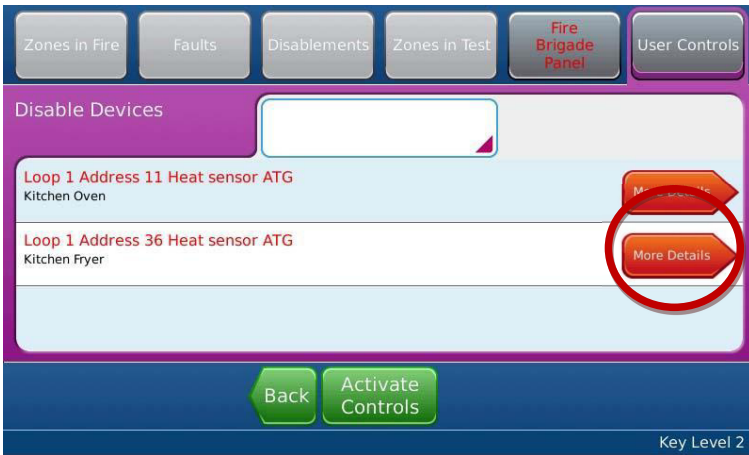 Zones in Fire
Faults
Disablements
Zones in Test
Fire
Brigade
Panel
User Controls
Disable Devices
Loop 1 Address 11 Heat sensor ATG
Kitchen Oven
More Details
Loop 1 Address 36 Heat sensor ATG
Kitchen Fryer
More Details
Back
Activate
Controls
Key Level 2